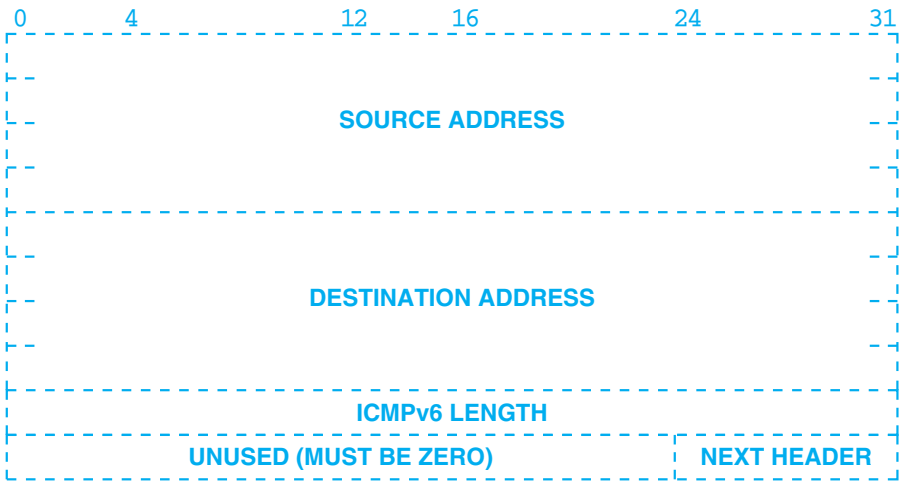 0 4 12 16 24 31
SOURCE ADDRESS
DESTINATION ADDRESS
ICMPv6 LENGTH
UNUSED (MUST BE ZERO) NEXT HEADER